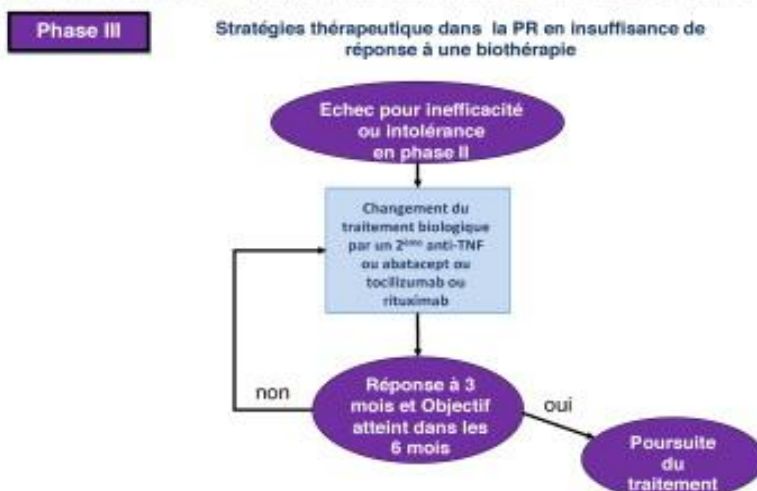 Phase III
Stratégies thérapeutique dans la PR en insuffisance de
réponse à une biothérapie
Echec pour inefficacité
ou intolérance
en phase II
Changement du
traitement biologique
par un 2ème anti-TNF
ou abatacept ou
tocilizumab ou
rituximab
non
Réponse à 3
mois et Objectif
atteint dans les
6 mois
oui
Poursuite
du
traitement